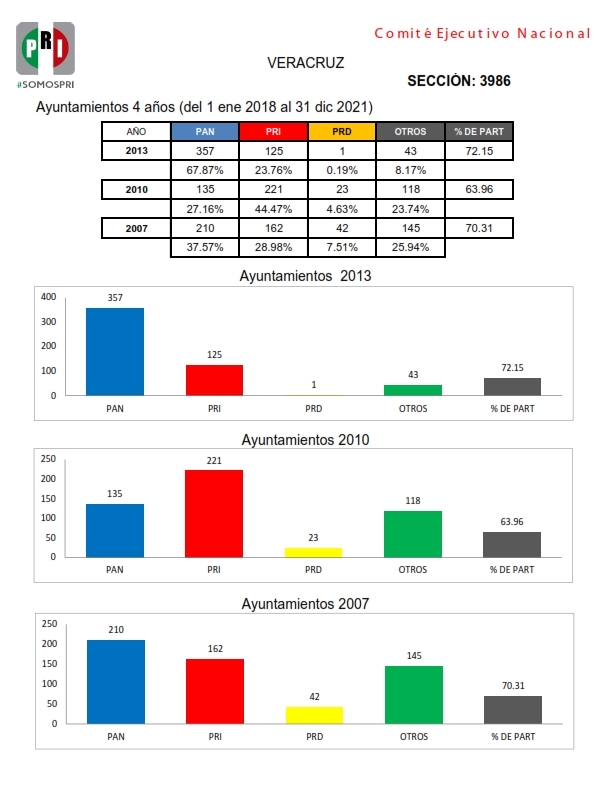 Comité Ejecutivo Nacional
PRI
#SOMOSPRI
VERACRUZ
SECCIÓN: 3986
Ayuntamientos 4 años (del 1 ene 2018 al 31 dic 2021)
AÑO PAN PRI PRD OTROS % DE PART
2013 357 125 1 43 72.15
67.87% 23.76% 0.19% 8.17%
2010 135 221 23 118 63.96
27.16% 44.47% 4.63% 23.74%
2007 210 162 42 145 70.31
37.57% 28.98% 7.51% 25.94%
Ayuntamientos 2013
400
300
200
100
0
357 125 1 43 72.15
PAN PRI PRD OTROS % DE PART
Ayuntamientos 2010
250
200
150
100
50
0
135 221 23 118 63.96
PAN PRI PRD OTROS % DE PART
Ayuntamientos 2007
250
200
150
100
50
0
210 162 42 145 70.31
PAN PRI PRD OTROS % DE PART